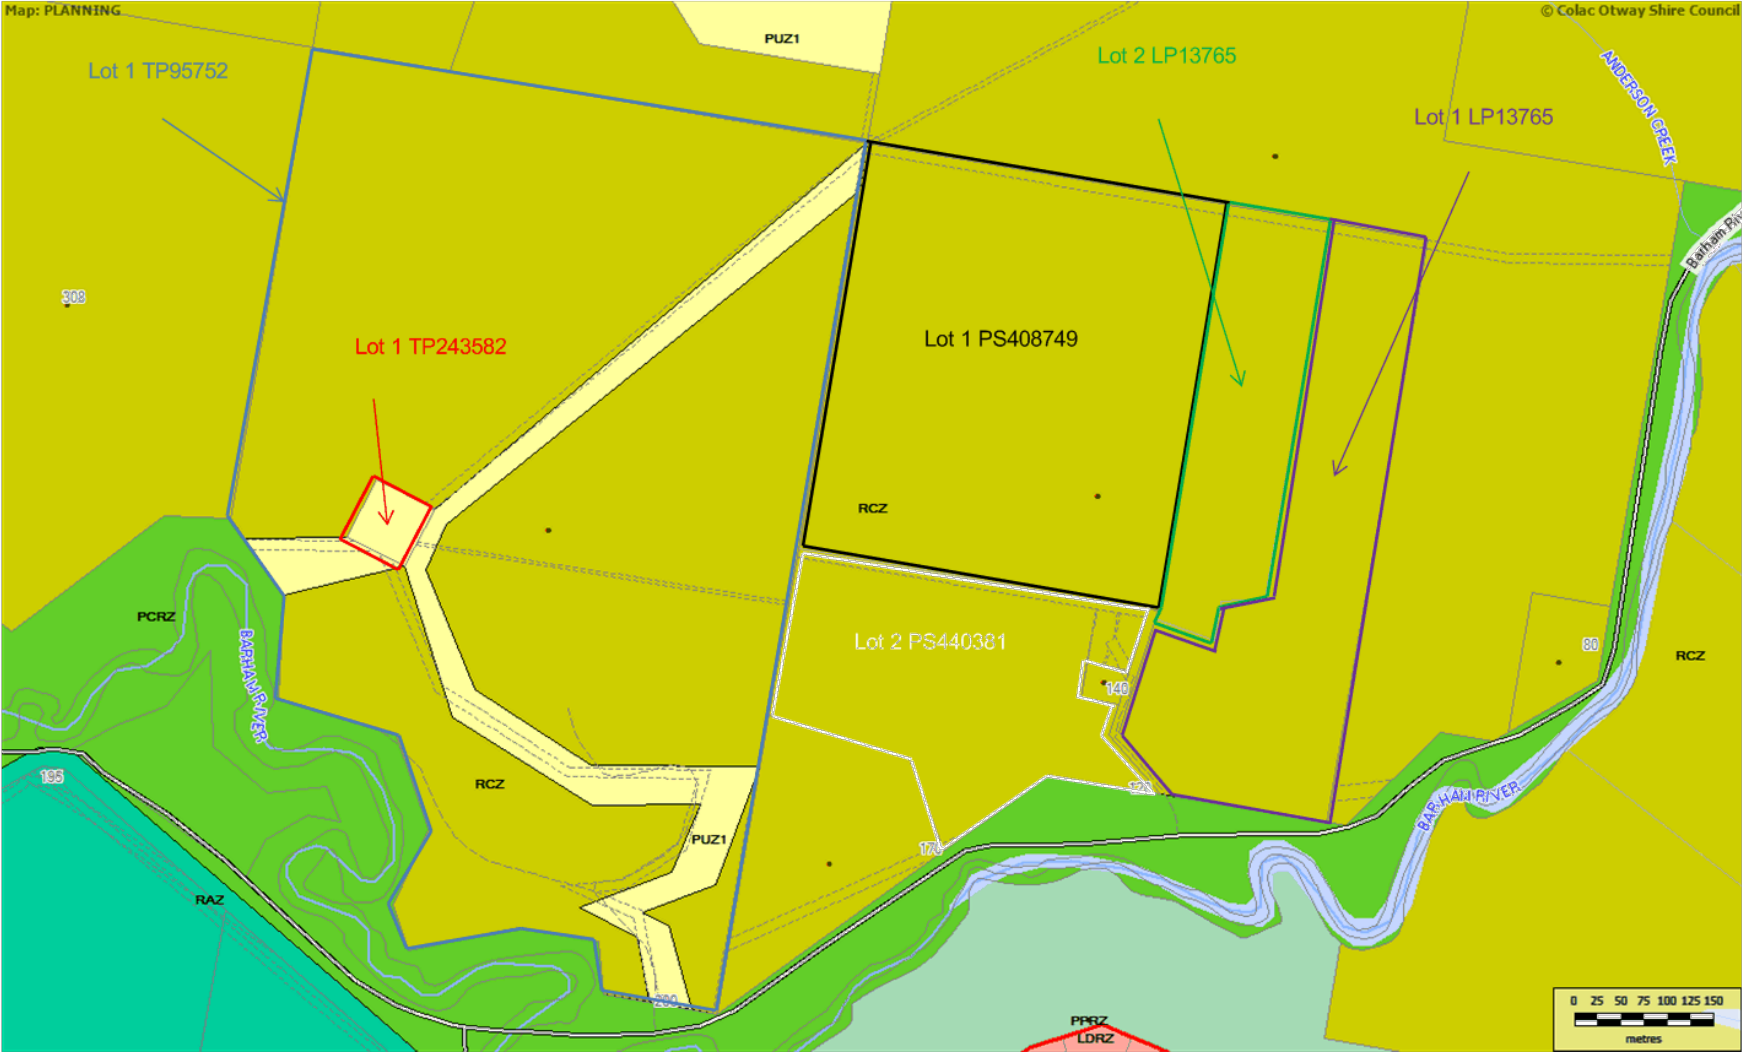 Map: PLANNING
© Colac Otway Shire Council
PUZ1
Lot 2 LP13765
Lot 1 TP95752
ANDERSON CREEK
Lot 1 LP13765
Barham Riv
308
Lot 1 TP243582
Lot 1 PS408749
RCZ
PCRZ
BARHAM RIVER
Lot 2 PS440381
80
RCZ
140
195
RCZ
BARHAM RIVER
PUZ1
170
RAZ
200
0 25 50 75 100 125 150
metres
PPRZ
LDRZ